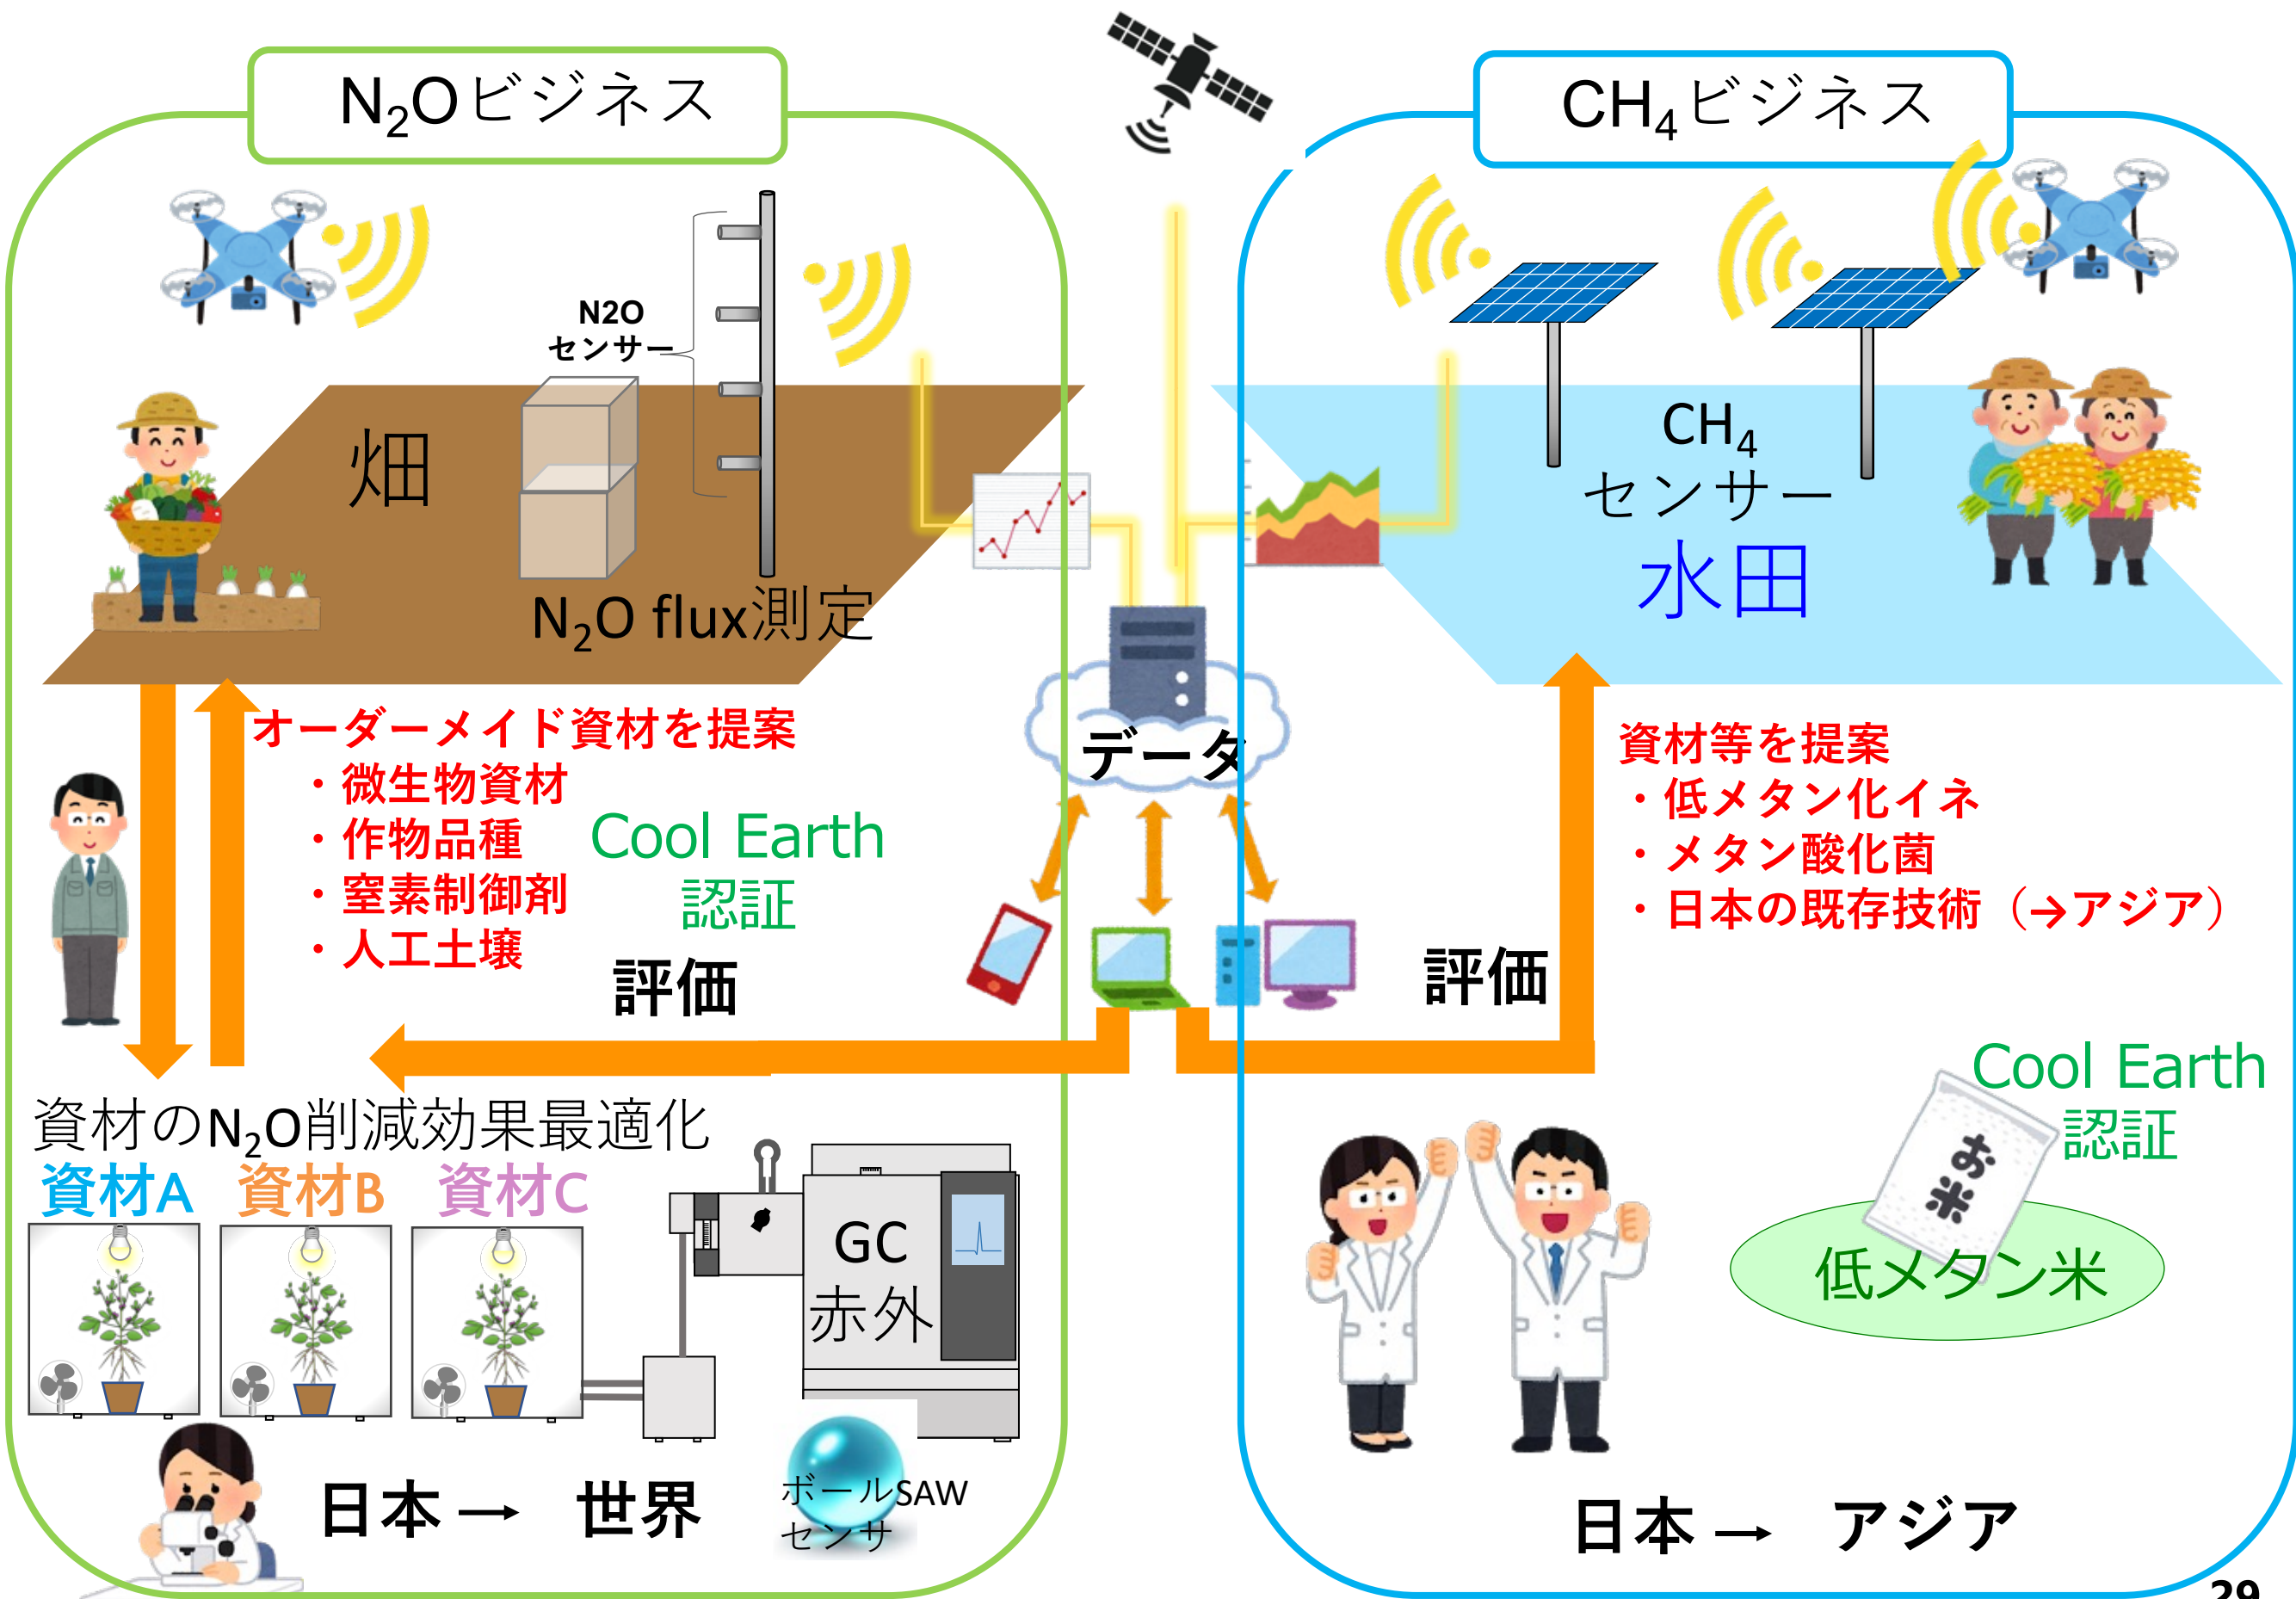 N₂Oビジネス
N2O
センサー
畑
N₂O flux測定
オーダーメイド資材を提案
・微生物資材
・作物品種
・窒素制御剤
・人工土壌
Cool Earth
認証
評価
資材のN₂O削減効果最適化
資材A
資材B
資材C
GC
赤外
ボールSAW
センサ
日本 → 世界
データ
CH₄ビジネス
CH₄
センサー
水田
資材等を提案
・低メタン化イネ
・メタン酸化菌
・日本の既存技術（→アジア）
評価
Cool Earth
認証
お米
低メタン米
日本 → アジア
29